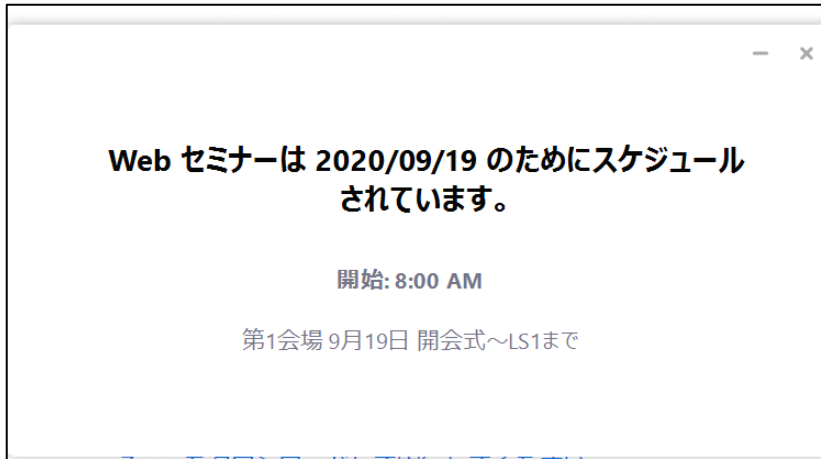 Web セミナーは 2020/09/19 のためにスケジュール
されています。
開始: 8:00 AM
第1会場 9月19日 開会式～LS1まで